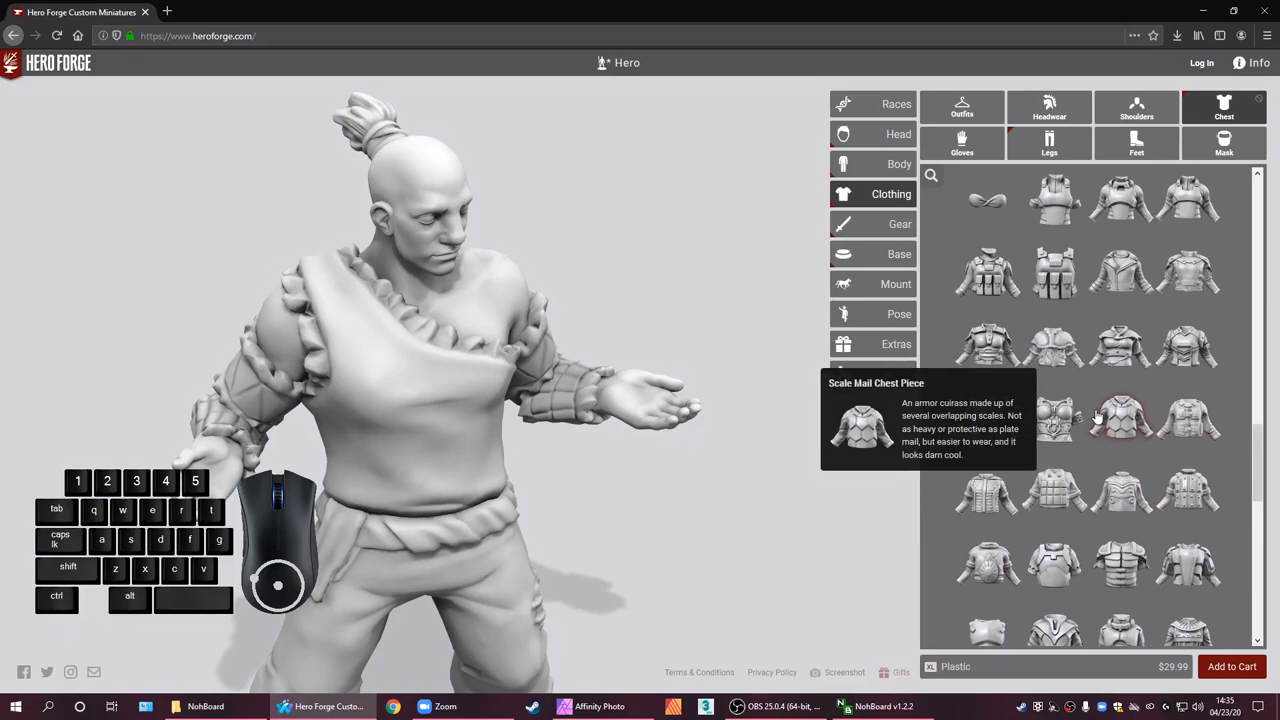 Hero Forge Custom Miniatures
https://www.heroforge.com/
HERO FORGE
Hero
Log In
Info
Races
Head
Body
Clothing
Gear
Base
Mount
Pose
Extras
Outfits
Headwear
Shoulders
Chest
Gloves
Legs
Feet
Mask
Scale Mail Chest Piece
An armor cuirass made up of
several overlapping scales. Not
as heavy or protective as plate
mail, but easier to wear, and it
looks darn cool.
1 2 3 4 5
tab q w e r t
caps
lk
a s d f g
shift z x c v
ctrl alt
Terms & Conditions Privacy Policy Screenshot Gifts
XL Plastic $29.99
Add to Cart
NohBoard
Hero Forge Custo...
Zoom
Affinity Photo
OBS 25.0.4 (64-bit, ...
NohBoard v1.2.2
14:35
04/23/20